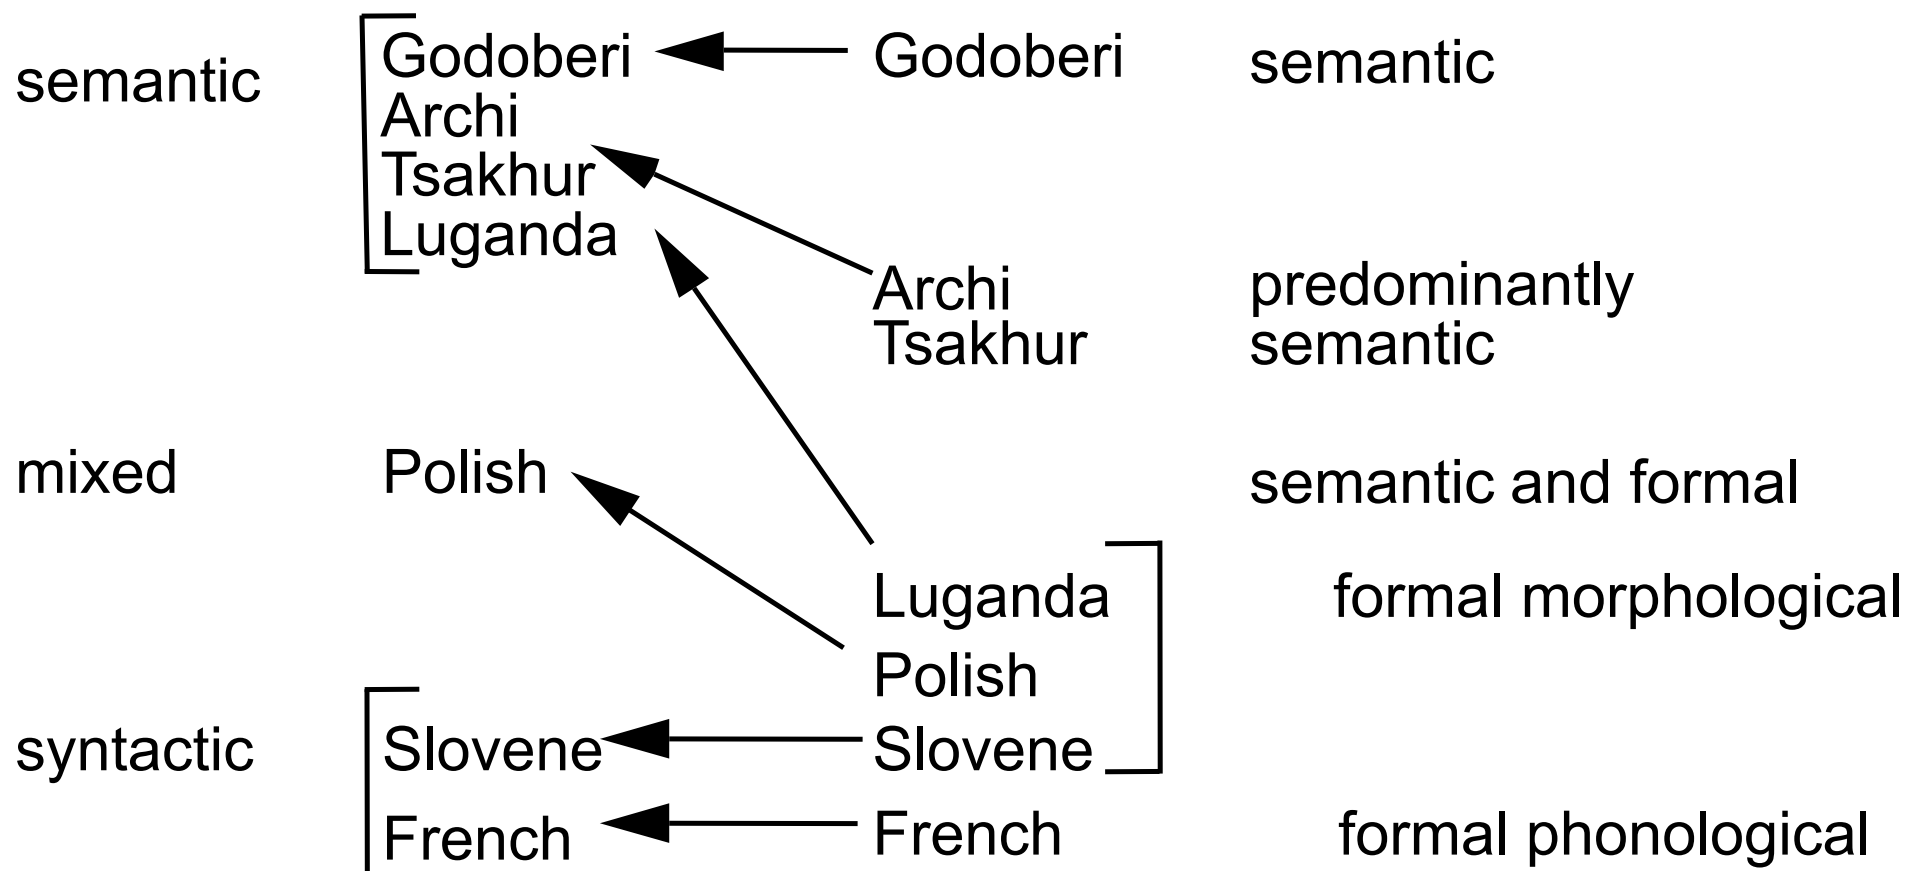 semantic Godoberi Godoberi semantic
Archi
Tsakhur
Luganda
Archi predominantly
Tsakhur semantic
mixed Polish semantic and formal
Luganda formal morphological
Polish
syntactic Slovene Slovene
French French formal phonological